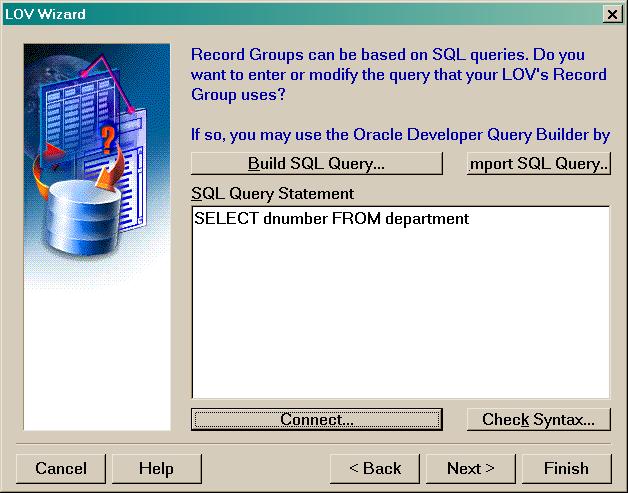 LOV Wizard
Record Groups can be based on SQL queries. Do you
want to enter or modify the query that your LOV's Record
Group uses?
If so, you may use the Oracle Developer Query Builder by
Build SQL Query... mport SQL Query..
SQL Query Statement
SELECT dnumber FROM department
Connect... Check Syntax...
Cancel Help < Back Next > Finish